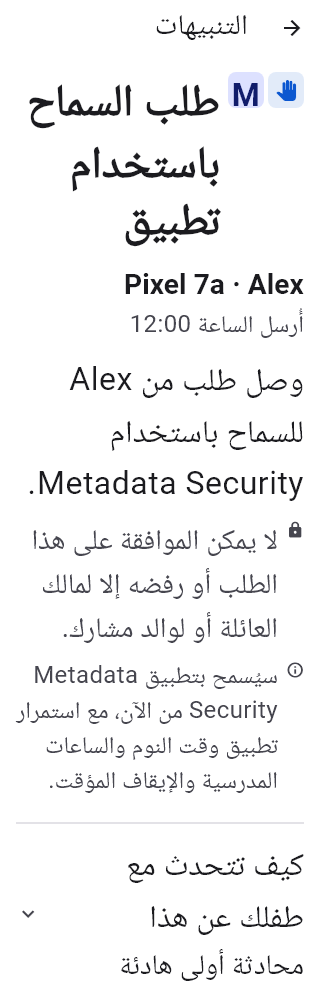 التنبيهات
M
طلب السماح
باستخدام
تطبيق
Pixel 7a · Alex
أرسل الساعة 12:00
وصل طلب من Alex
للسماح باستخدام
Metadata Security.
لا يمكن الموافقة على هذا
الطلب أو رفضه إلا لمالك
العائلة أو لوالد مشارك.
سيُسمح بتطبيق Metadata
Security من الآن، مع استمرار
تطبيق وقت النوم والساعات
المدرسية والإيقاف المؤقت.
كيف تتحدث مع
طفلك عن هذا
محادثة أولى هادئة